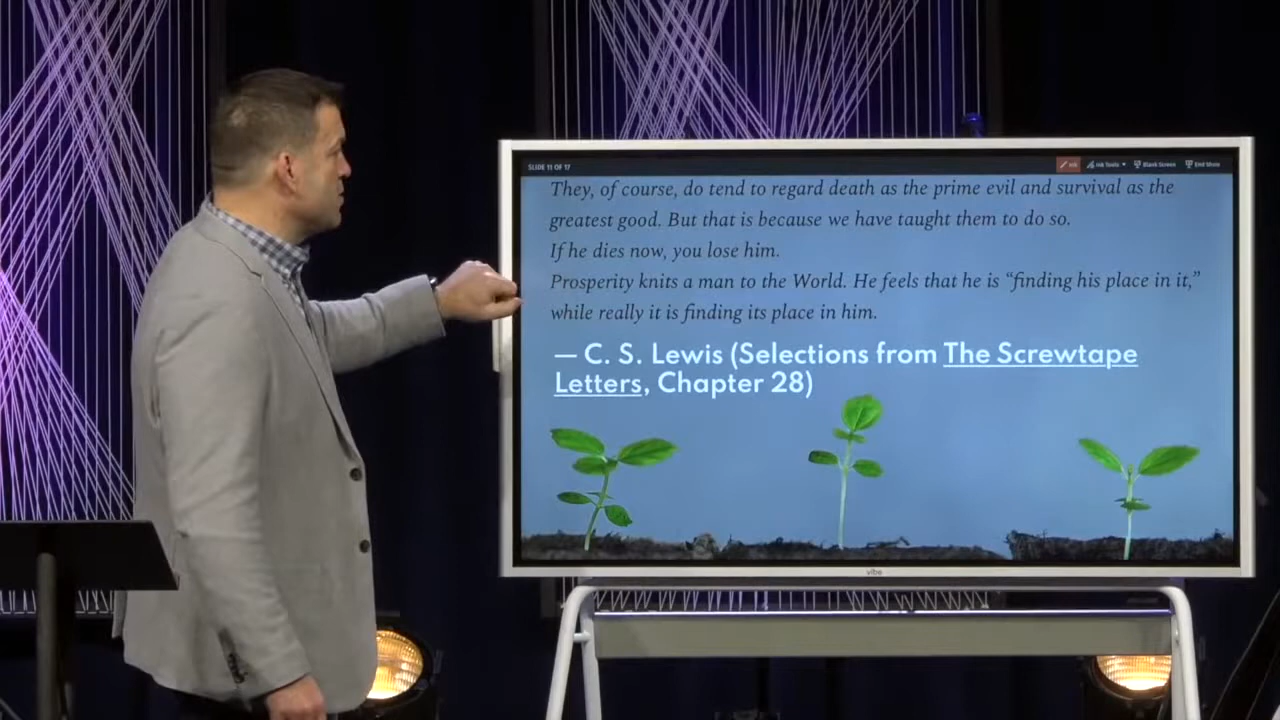 SLIDE 11 OF 17
Ink Tools
Blank Screen
End Show
They, of course, do tend to regard death as the prime evil and survival as the
greatest good. But that is because we have taught them to do so.
If he dies now, you lose him.
Prosperity knits a man to the World. He feels that he is “finding his place in it,”
while really it is finding its place in him.
— C. S. Lewis (Selections from The Screwtape
Letters, Chapter 28)
vibe